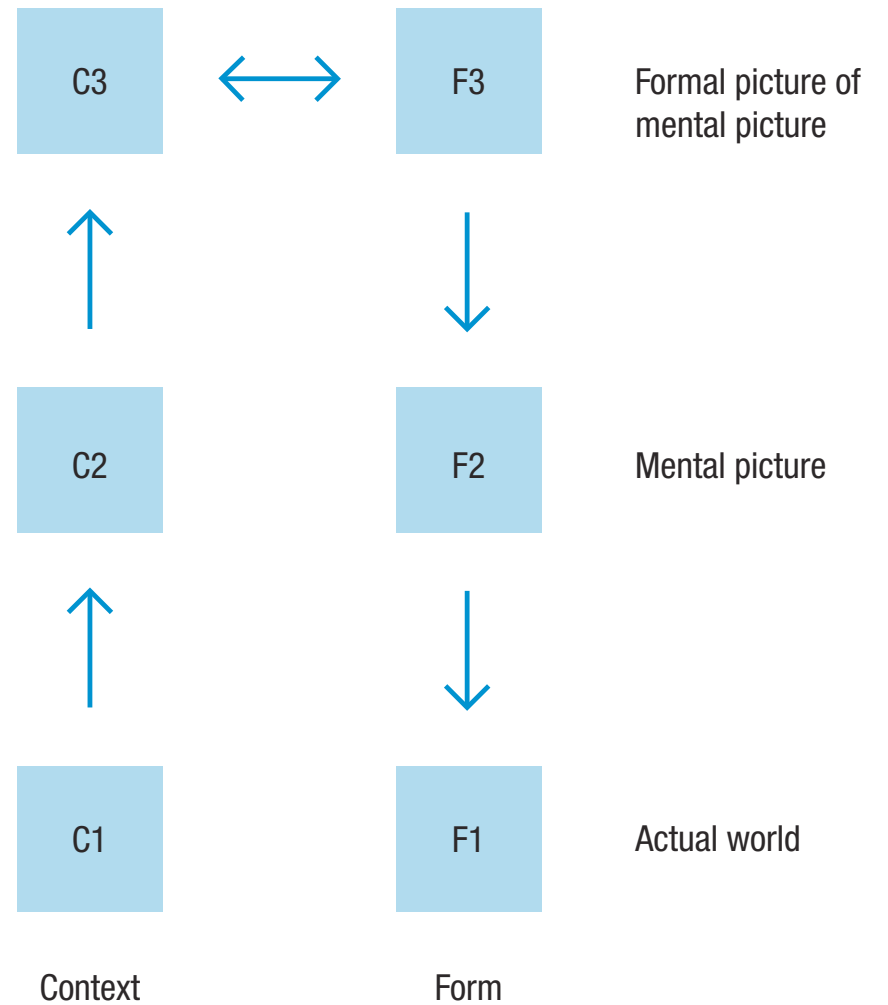 C3
F3
Formal picture of
mental picture
C2
F2
Mental picture
C1
F1
Actual world
Context
Form